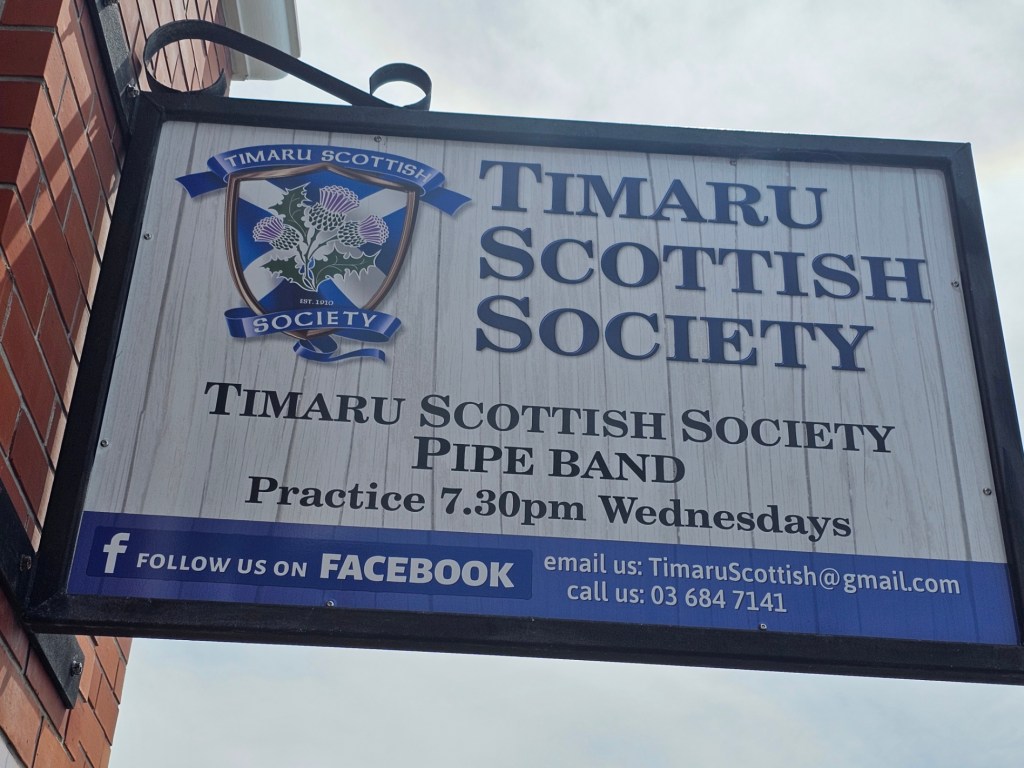 TIMARU SCOTTISH
EST. 1910
SOCIETY
TIMARU
SCOTTISH
SOCIETY
TIMARU SCOTTISH SOCIETY
PIPE BAND
Practice 7.30pm Wednesdays
f FOLLOW US ON FACEBOOK
email us: TimaruScottish@gmail.com
call us: 03 684 7141